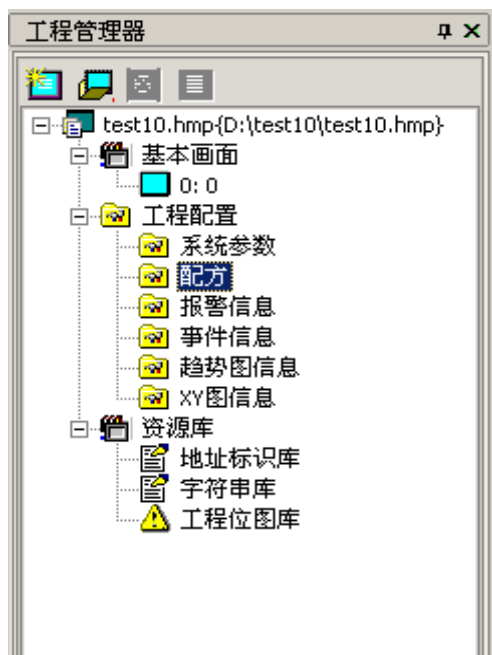 工程管理器
test10.hmp{D:\test10\test10.hmp}
基本画面
0: 0
工程配置
系统参数
配方
报警信息
事件信息
趋势图信息
XY图信息
资源库
地址标识库
字符串库
工程位图库